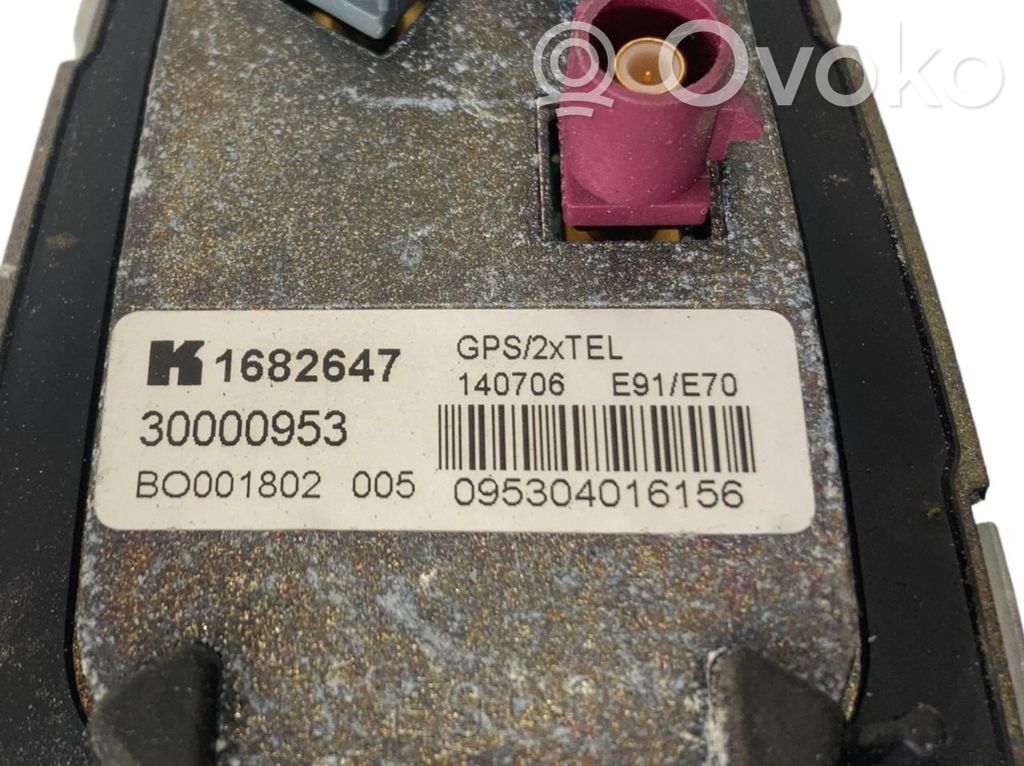 Ovoko
K 1682647
30000953
BO001802 005
GPS/2xTEL
140706 E91/E70
095304016156